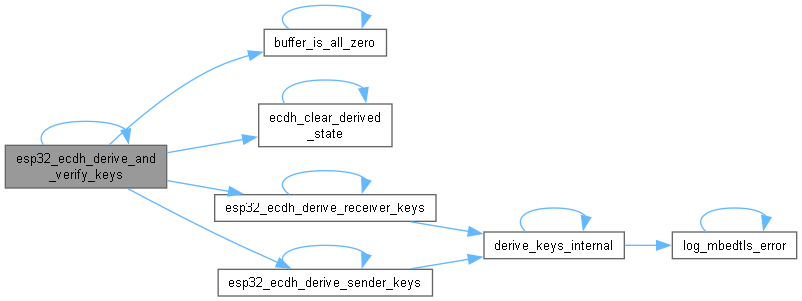 buffer_is_all_zero
ecdh_clear_derived
_state
esp32_ecdh_derive_and
_verify_keys
esp32_ecdh_derive_receiver_keys
derive_keys_internal
log_mbedtls_error
esp32_ecdh_derive_sender_keys